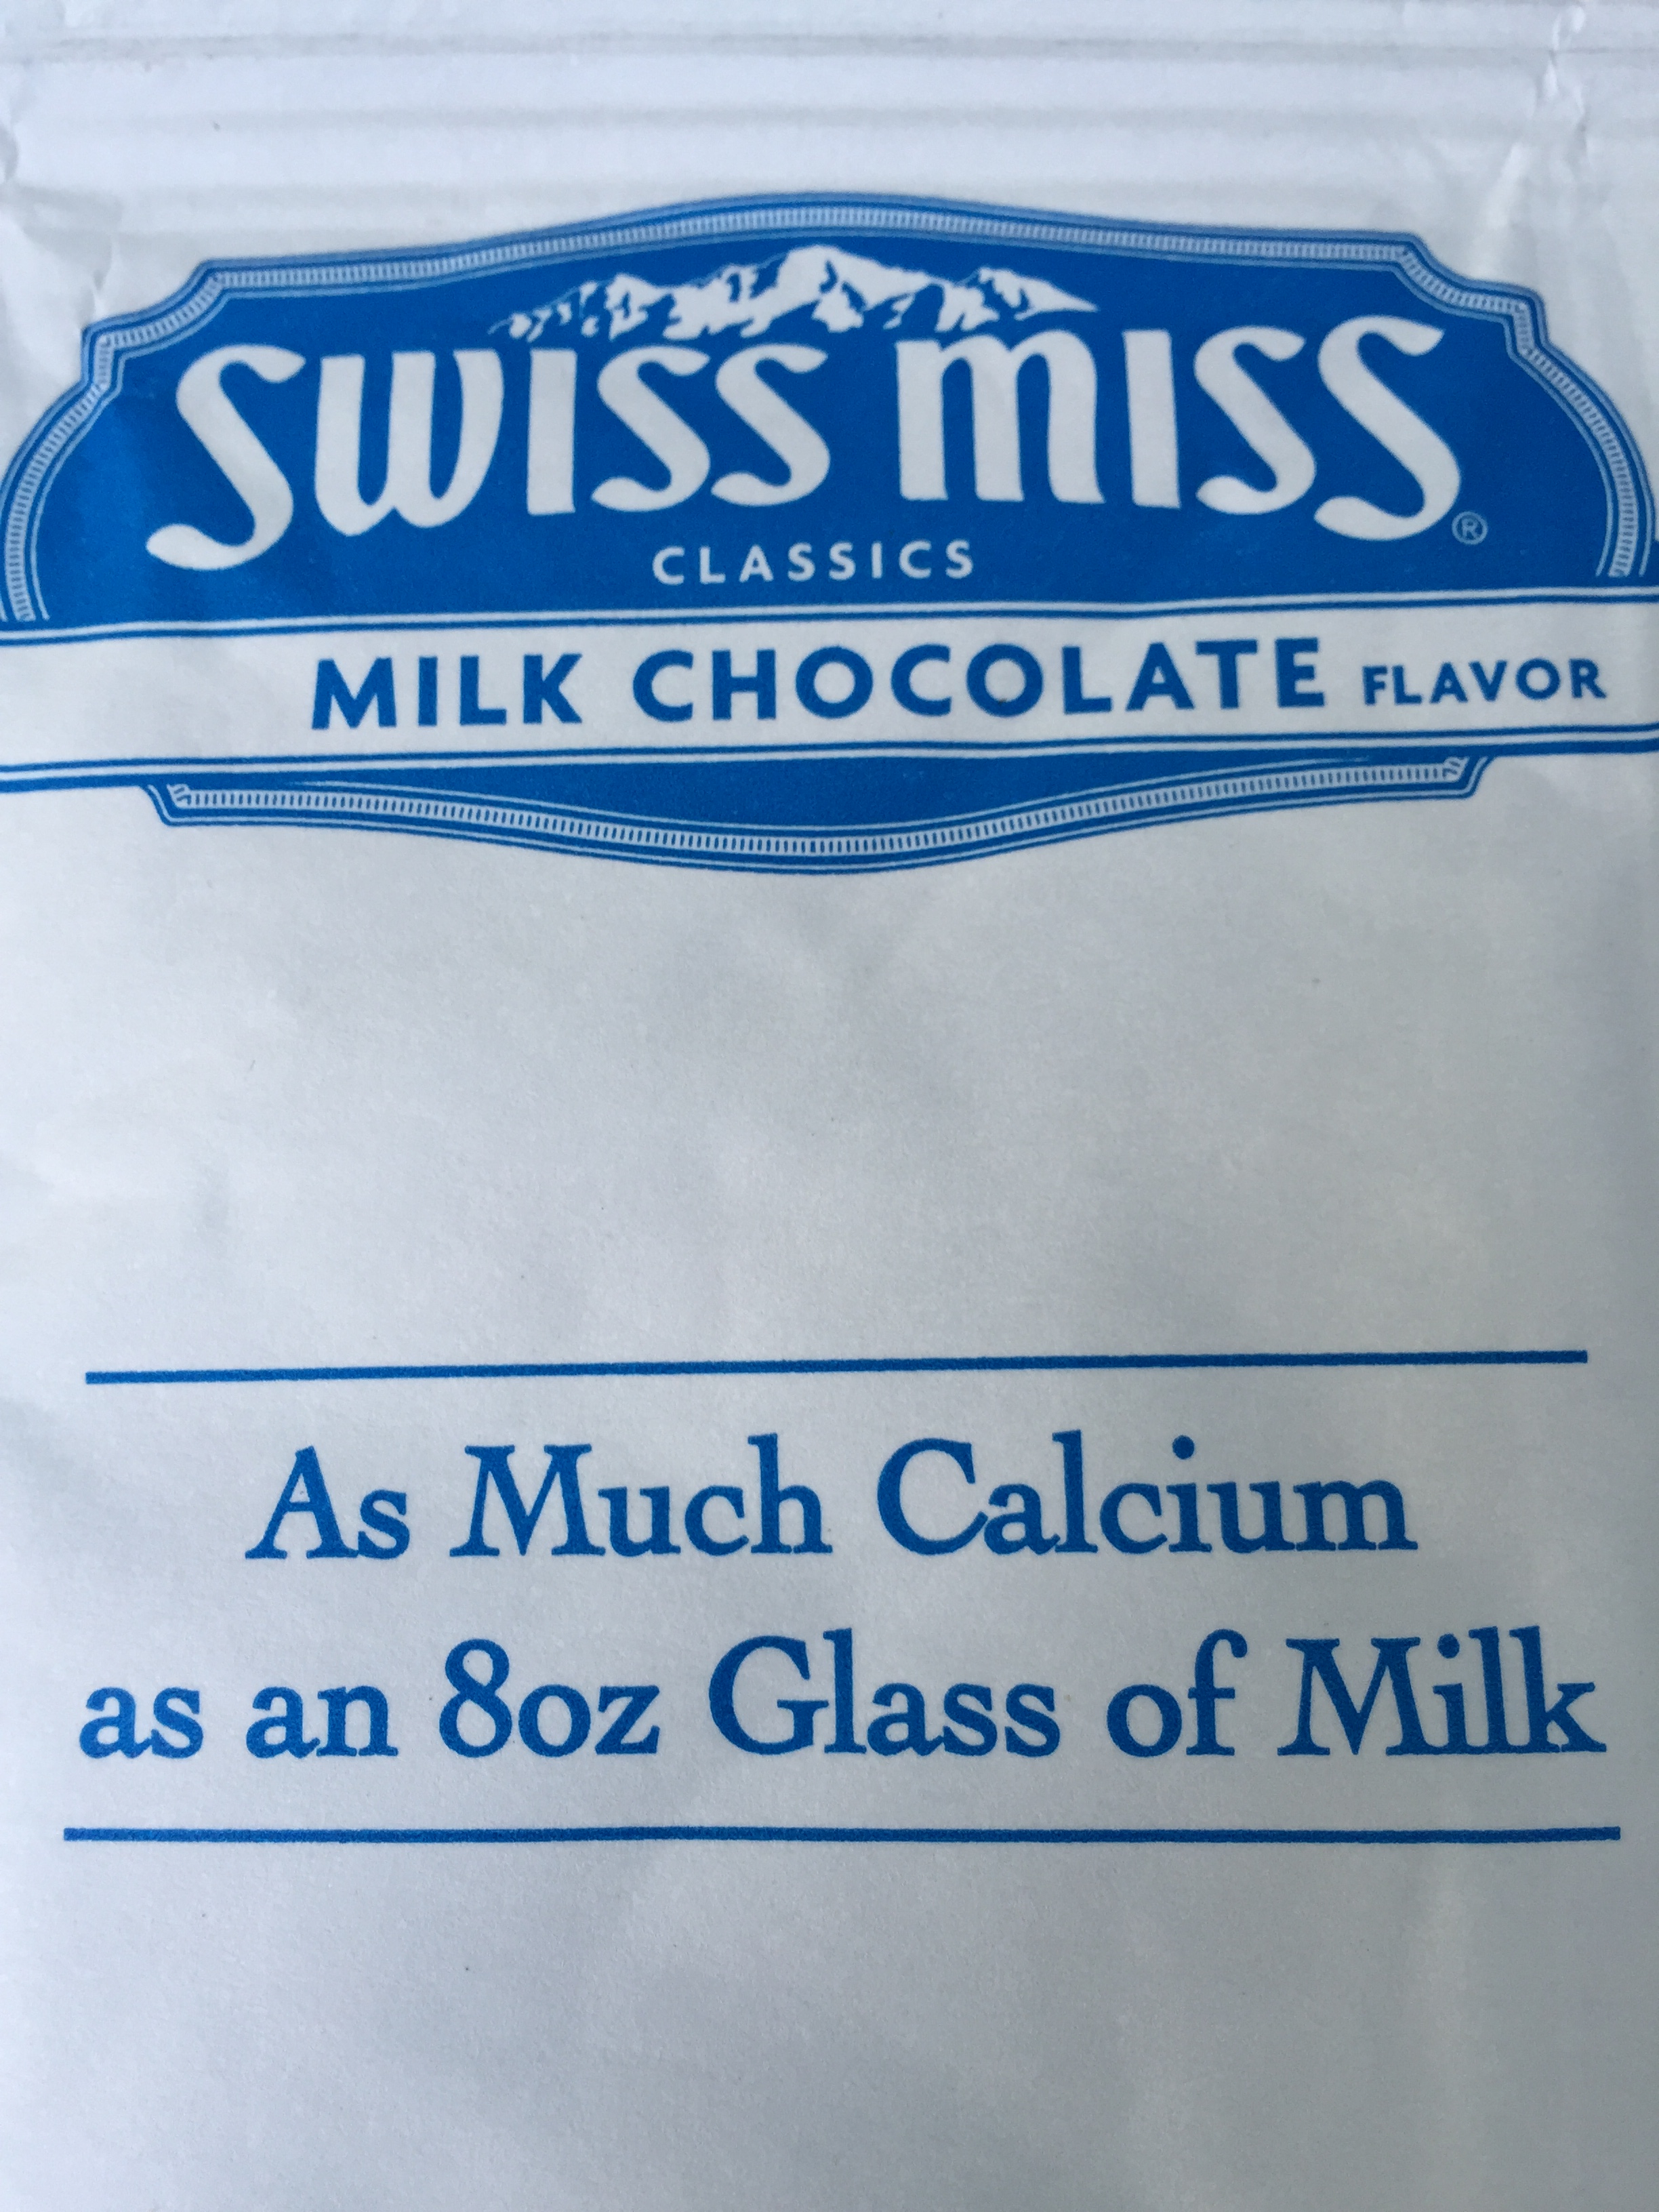 SWISS MISS®
CLASSICS
MILK CHOCOLATE FLAVOR
As Much Calcium
as an 8oz Glass of Milk